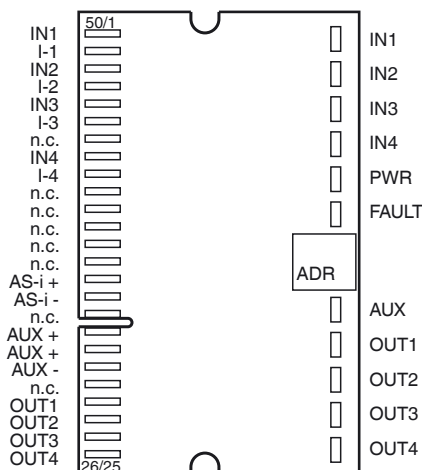 50/1
IN1
I-1
IN2
I-2
IN3
I-3
n.c.
IN4
I-4
n.c.
n.c.
n.c.
n.c.
n.c.
AS-i +
AS-i -
n.c.
AUX +
AUX +
AUX -
n.c.
OUT1
OUT2
OUT3
OUT4
26/25
IN1
IN2
IN3
IN4
PWR
FAULT
ADR
AUX
OUT1
OUT2
OUT3
OUT4